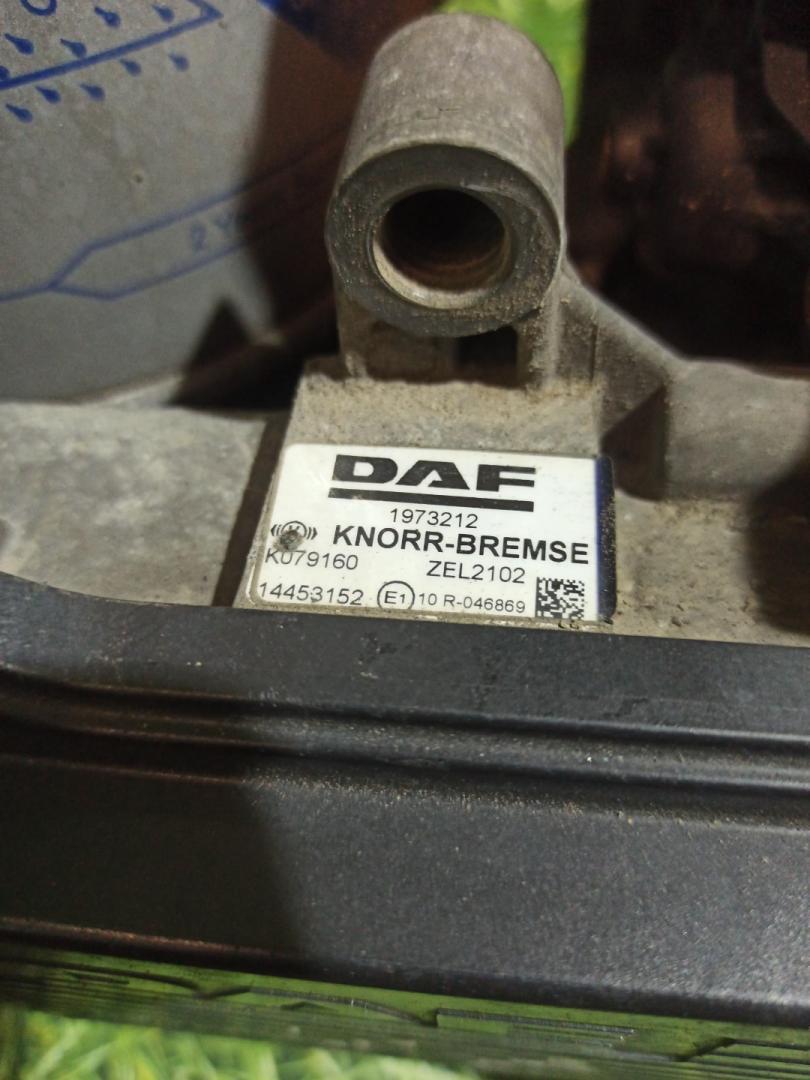 DAF
1973212
KNORR-BREMSE
K079160 ZEL2102
14453152 E1 10 R-046869